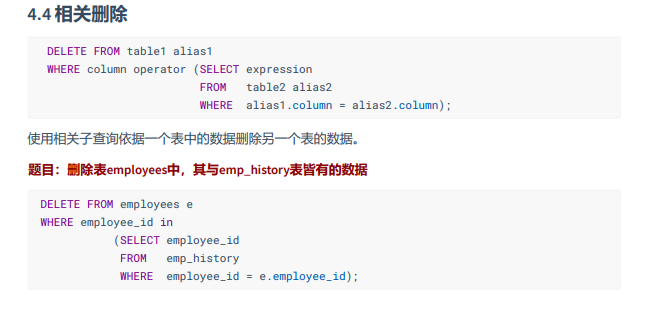 4.4 相关删除
DELETE FROM table1 alias1
WHERE column operator (SELECT expression
FROM table2 alias2
WHERE alias1.column = alias2.column);
使用相关子查询依据一个表中的数据删除另一个表的数据。
题目：删除表employees中，其与emp_history表皆有的数据
DELETE FROM employees e
WHERE employee_id in
(SELECT employee_id
FROM emp_history
WHERE employee_id = e.employee_id);